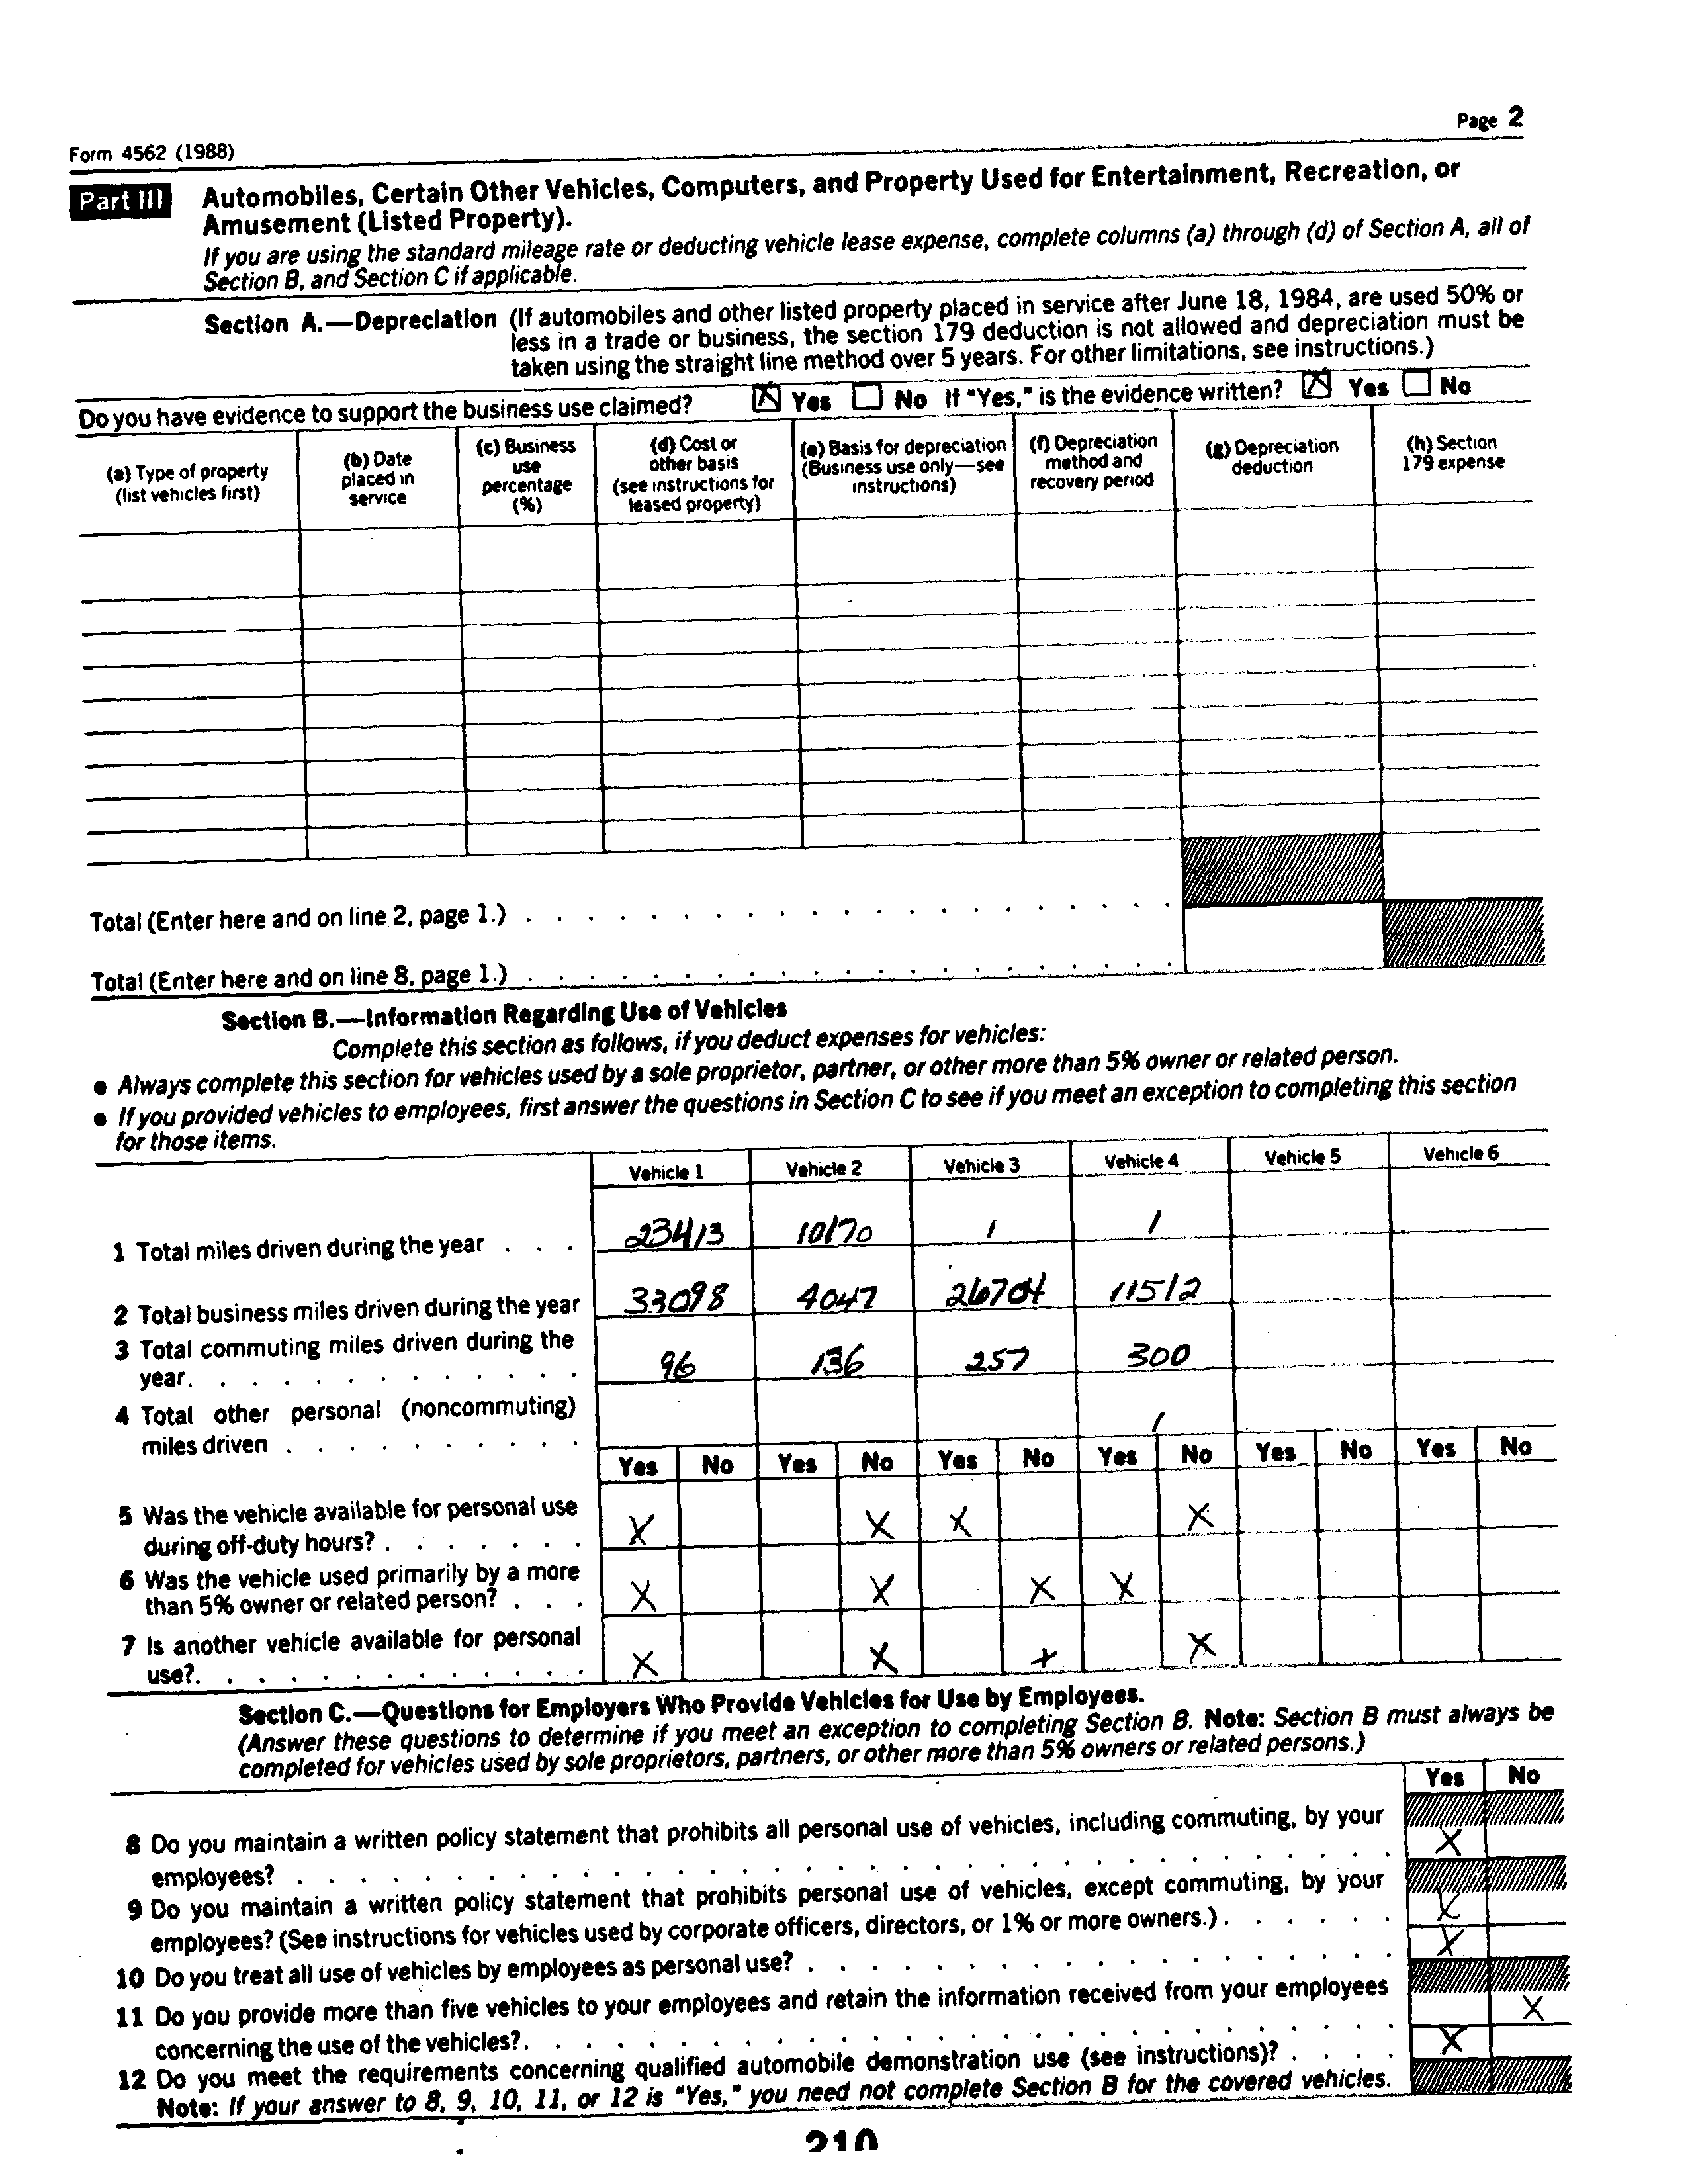 Page 2
Form 4562 (1988)
Part III Automobiles, Certain Other Vehicles, Computers, and Property Used for Entertainment, Recreation, or
Amusement (Listed Property).
If you are using the standard mileage rate or deducting vehicle lease expense, complete columns (a) through (d) of Section A, all of
Section B, and Section C if applicable.
Section A.—Depreciation (If automobiles and other listed property placed in service after June 18, 1984, are used 50% or
less in a trade or business, the section 179 deduction is not allowed and depreciation must be
taken using the straight line method over 5 years. For other limitations, see instructions.)
Do you have evidence to support the business use claimed? X Yes No If "Yes," is the evidence written? X Yes No
(a) Type of property
(list vehicles first)
(b) Date
placed in
service
(c) Business
use
percentage
(%)
(d) Cost or
other basis
(see instructions for
leased property)
(e) Basis for depreciation
(Business use only—see
instructions)
(f) Depreciation
method and
recovery period
(g) Depreciation
deduction
(h) Section
179 expense
Total (Enter here and on line 2, page 1.) . . . . . . . . . . . . . . . . . . . . .
Total (Enter here and on line 8, page 1.) . . . . . . . . . . . . . . . . . . . . .
Section B.—Information Regarding Use of Vehicles
Complete this section as follows, if you deduct expenses for vehicles:
● Always complete this section for vehicles used by a sole proprietor, partner, or other more than 5% owner or related person.
● If you provided vehicles to employees, first answer the questions in Section C to see if you meet an exception to completing this section
for those items.
Vehicle 1 Vehicle 2 Vehicle 3 Vehicle 4 Vehicle 5 Vehicle 6
1 Total miles driven during the year . . . 23413 10170 1 1
2 Total business miles driven during the year 33098 4047 26704 11512
3 Total commuting miles driven during the
year. . . . . . . . . . . . . 96 136 257 300
4 Total other personal (noncommuting)
miles driven . . . . . . . . . . 1
Yes No Yes No Yes No Yes No Yes No Yes No
5 Was the vehicle available for personal use
during off-duty hours? . . . . . . . X X X X
6 Was the vehicle used primarily by a more
than 5% owner or related person? . . . X X X X
7 Is another vehicle available for personal
use?. . . . . . . . . . . . . X X X X
Section C.—Questions for Employers Who Provide Vehicles for Use by Employees.
(Answer these questions to determine if you meet an exception to completing Section B. Note: Section B must always be
completed for vehicles used by sole proprietors, partners, or other more than 5% owners or related persons.)
Yes No
8 Do you maintain a written policy statement that prohibits all personal use of vehicles, including commuting, by your
employees? . . . . . . . . . . . . . . . . . . . . . . . . . . . . . . . . . . X
9 Do you maintain a written policy statement that prohibits personal use of vehicles, except commuting, by your
employees? (See instructions for vehicles used by corporate officers, directors, or 1% or more owners.) . . . . . . X
10 Do you treat all use of vehicles by employees as personal use? . . . . . . . . . . . . . . . . . . . X
11 Do you provide more than five vehicles to your employees and retain the information received from your employees
concerning the use of the vehicles?. . . . . . . . . . . . . . . . . . . . . . . . . . . . X
12 Do you meet the requirements concerning qualified automobile demonstration use (see instructions)? . . . . X
Note: If your answer to 8, 9, 10, 11, or 12 is "Yes," you need not complete Section B for the covered vehicles.
210